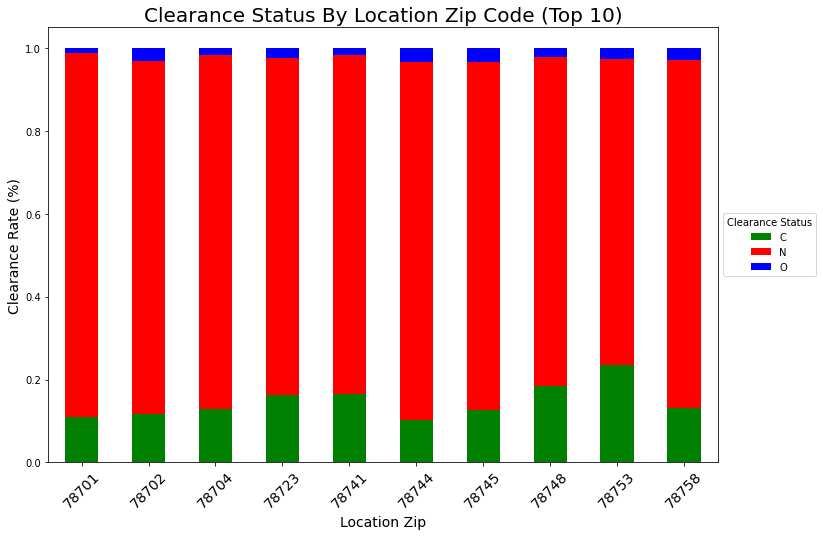 Clearance Status By Location Zip Code (Top 10)
Clearance Rate (%)
1.0
0.8
0.6
0.4
0.2
0.0
78701
78702
78704
78723
78741
78744
78745
78748
78753
78758
Location Zip
Clearance Status
C
N
O